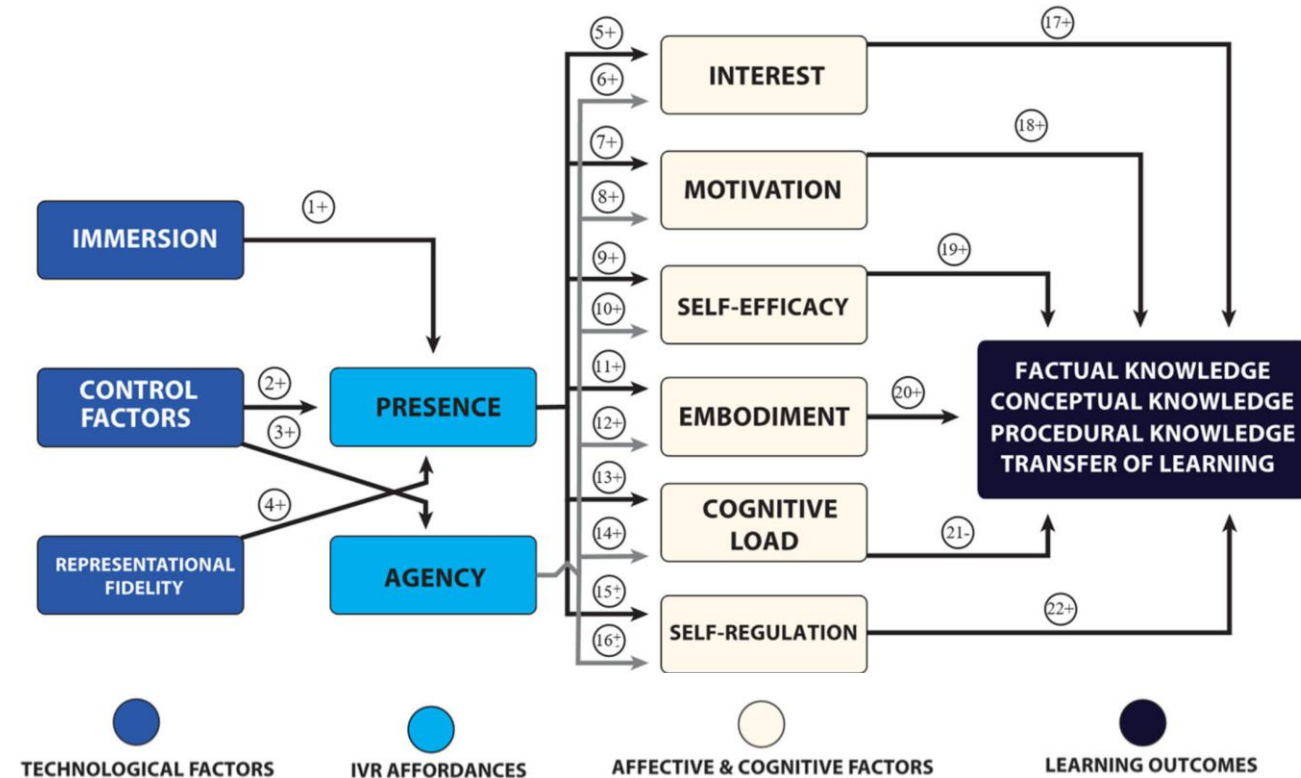 5+
17+
INTEREST
6+
18+
7+
MOTIVATION
8+
1+
IMMERSION
9+
19+
SELF-EFFICACY
10+
FACTUAL KNOWLEDGE
CONCEPTUAL KNOWLEDGE
PROCEDURAL KNOWLEDGE
TRANSFER OF LEARNING
CONTROL
FACTORS
2+
3+
PRESENCE
11+
20+
EMBODIMENT
12+
4+
13+
COGNITIVE
LOAD
14+
21-
REPRESENTATIONAL
FIDELITY
AGENCY
15±
22+
SELF-REGULATION
16±
TECHNOLOGICAL FACTORS
IVR AFFORDANCES
AFFECTIVE & COGNITIVE FACTORS
LEARNING OUTCOMES